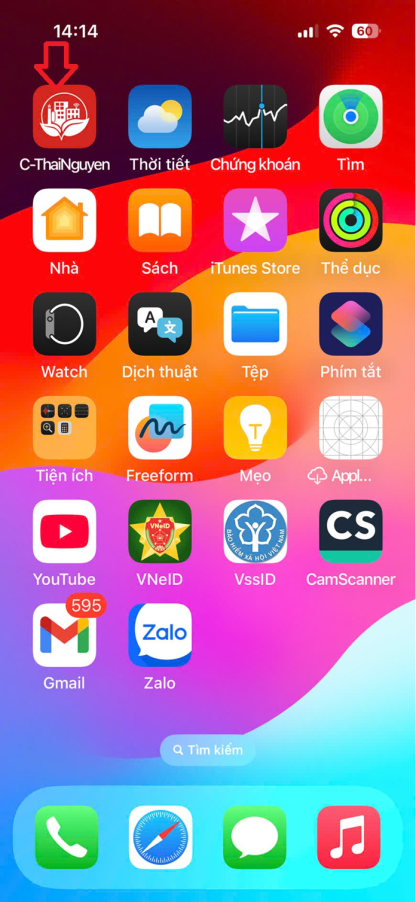 14:14
60
C-ThaiNguyen
Thời tiết
Chứng khoán
Tìm
Nhà
Sách
iTunes Store
Thể dục
A
文
Watch
Dịch thuật
Tệp
Phím tắt
T
Tiện ích
Freeform
Mẹo
Appl...
VNeID
BẢO HIỂM XÃ HỘI VIỆT NAM
CS
YouTube
VNeID
VssID
CamScanner
595
Zalo
Gmail
Zalo
Tìm kiếm